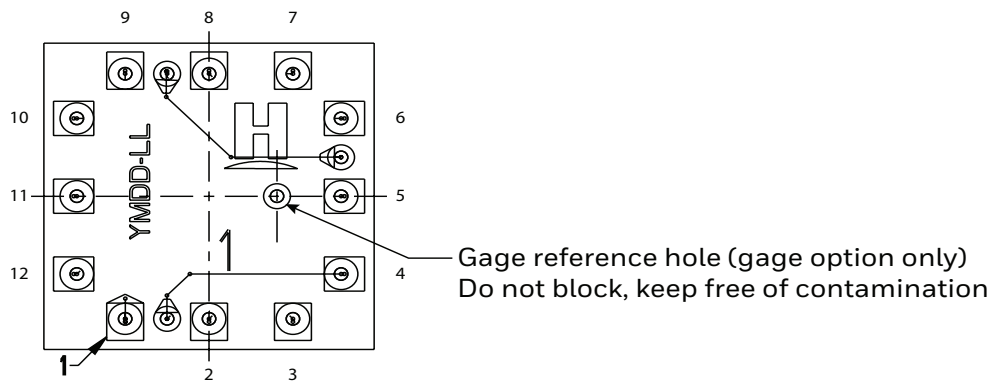 9 8 7
10 6
YMDD-LL
H
11 5
1
Gage reference hole (gage option only)
12 4
Do not block, keep free of contamination
1
2 3